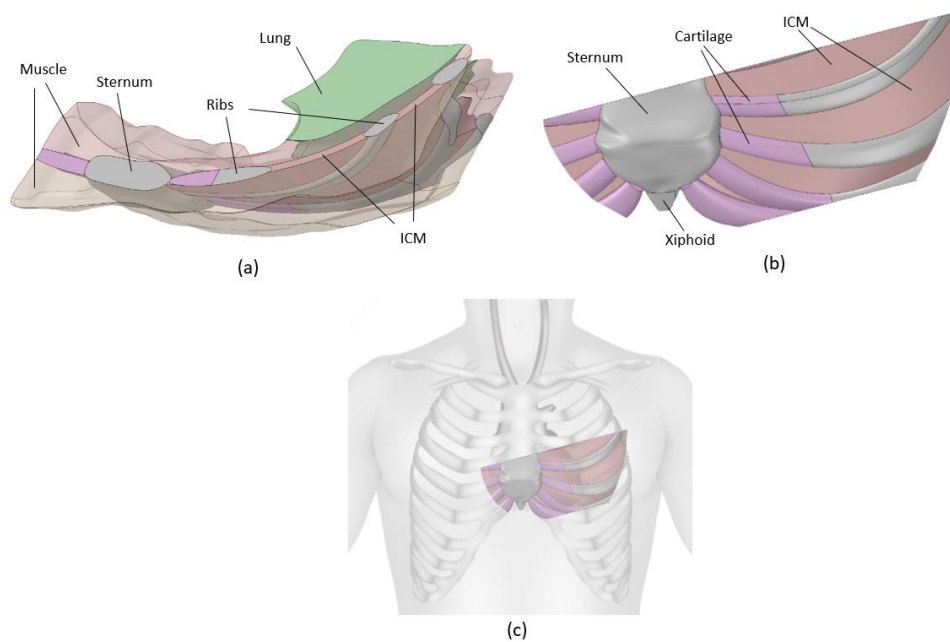 Lung
Muscle
Sternum
Ribs
ICM
(a)
ICM
Cartilage
Sternum
Xiphoid
(b)
(c)